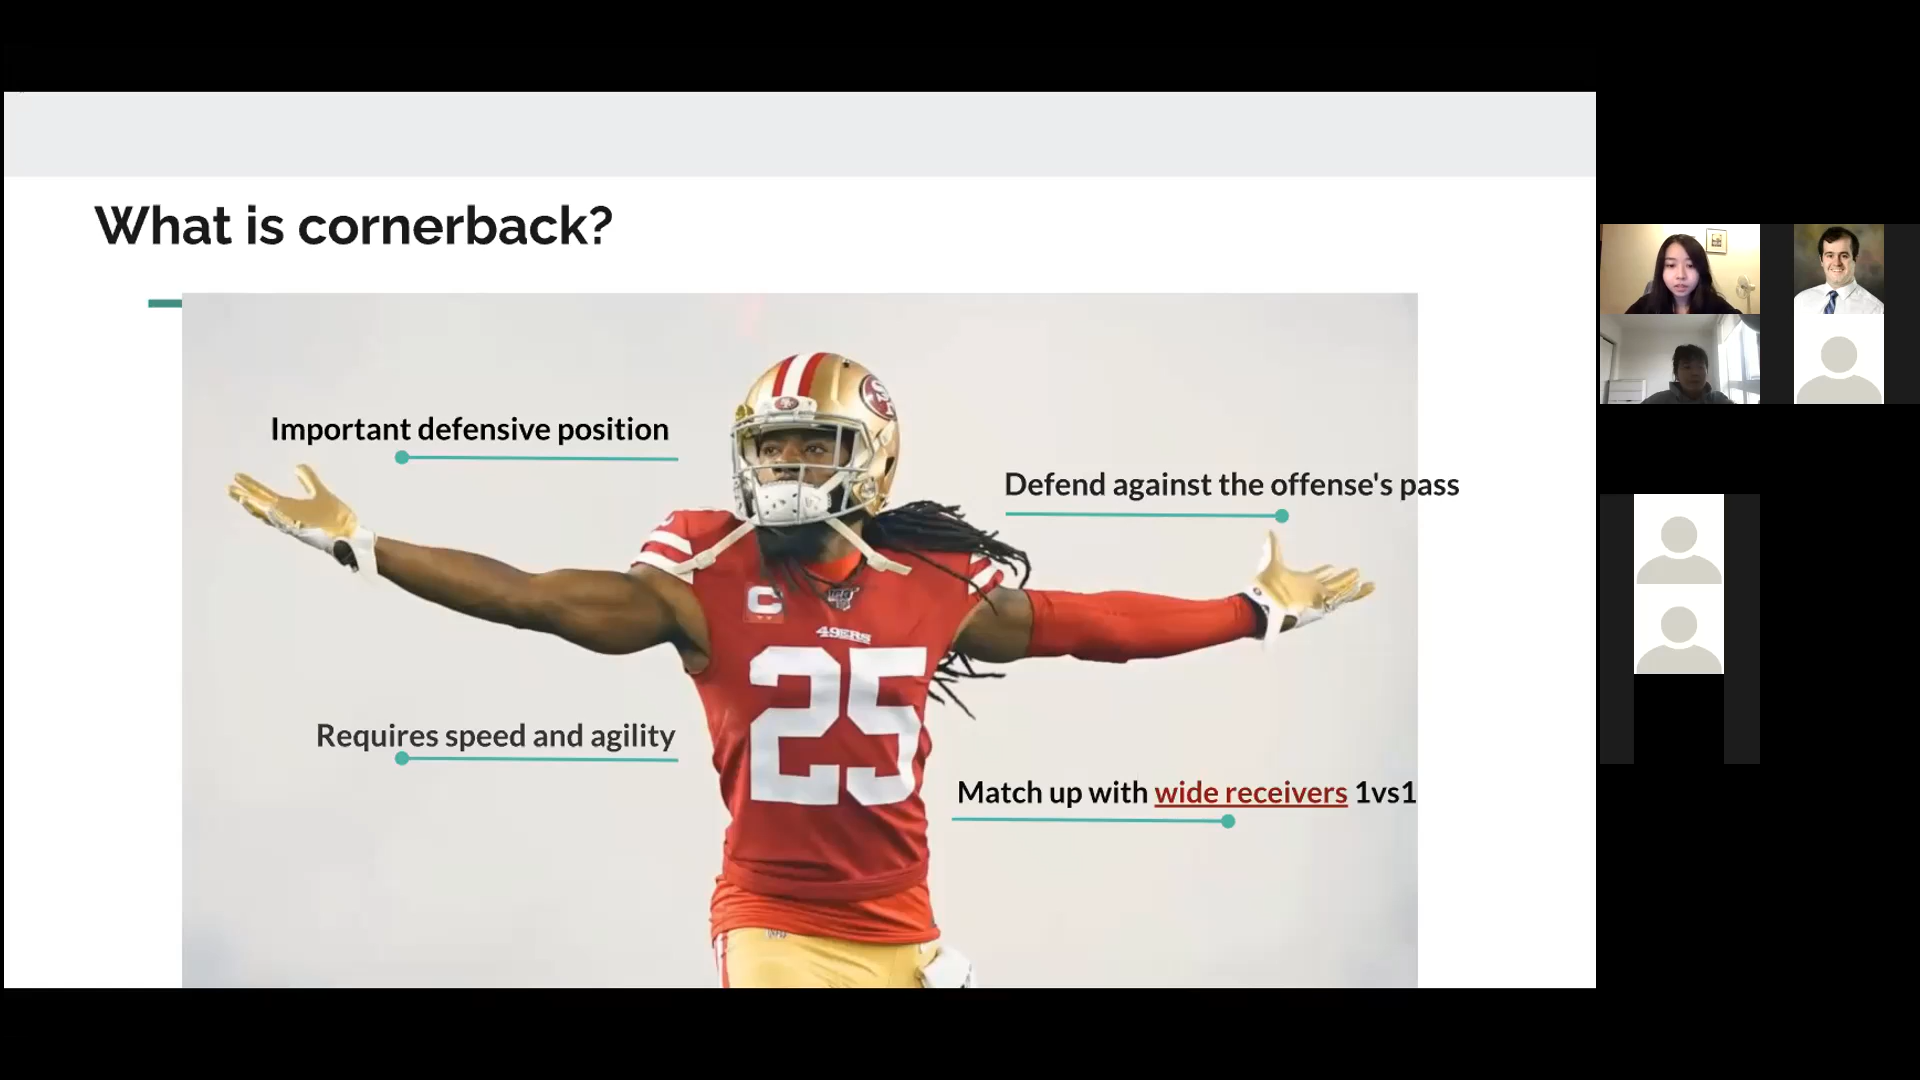 What is cornerback?
Important defensive position
Defend against the offense's pass
C
49ERS
25
Requires speed and agility
Match up with wide receivers 1vs1